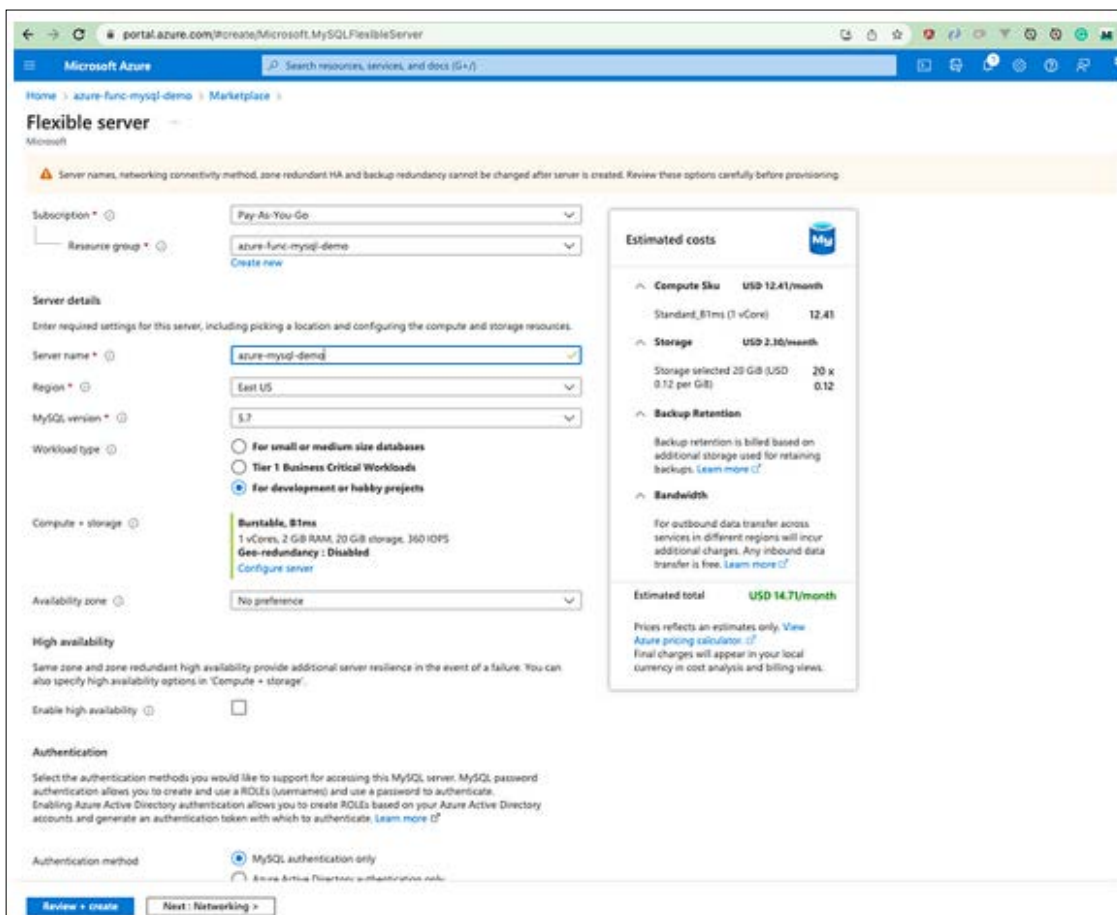 portal.azure.com/#create/Microsoft.MySQLFlexibleServer
Microsoft Azure
Search resources, services, and docs (G+/)
Home > azure-func-mysql-demo > Marketplace >
Flexible server
Microsoft
Server names, networking connectivity method, zone redundant HA and backup redundancy cannot be changed after server is created. Review these options carefully before provisioning.
Subscription *
Pay-As-You-Go
Resource group *
azure-func-mysql-demo
Create new
Server details
Enter required settings for this server, including picking a location and configuring the compute and storage resources.
Server name *
azure-mysql-demo
Region *
East US
MySQL version *
5.7
Workload type
For small or medium size databases
Tier 1 Business Critical Workloads
For development or hobby projects
Compute + storage
Burstable, B1ms
1 vCores, 2 GiB RAM, 20 GiB storage, 360 IOPS
Geo-redundancy : Disabled
Configure server
Availability zone
No preference
High availability
Same zone and zone redundant high availability provide additional server resilience in the event of a failure. You can
also specify high availability options in 'Compute + storage'.
Enable high availability
Authentication
Select the authentication methods you would like to support for accessing this MySQL server. MySQL password
authentication allows you to create and use a ROLEs (usernames) and use a password to authenticate.
Enabling Azure Active Directory authentication allows you to create ROLEs based on your Azure Active Directory
accounts and generate an authentication token with which to authenticate. Learn more
Authentication method
MySQL authentication only
Azure Active Directory authentication only
Review + create
Next : Networking >
Estimated costs
My
Compute Sku USD 12.41/month
Standard_B1ms (1 vCore) 12.41
Storage USD 2.30/month
Storage selected 20 GiB (USD 20 x
0.12 per GiB) 0.12
Backup Retention
Backup retention is billed based on
additional storage used for retaining
backups. Learn more
Bandwidth
For outbound data transfer across
services in different regions will incur
additional charges. Any inbound data
transfer is free. Learn more
Estimated total USD 14.71/month
Prices reflects an estimates only. View
Azure pricing calculator.
Final charges will appear in your local
currency in cost analysis and billing views.